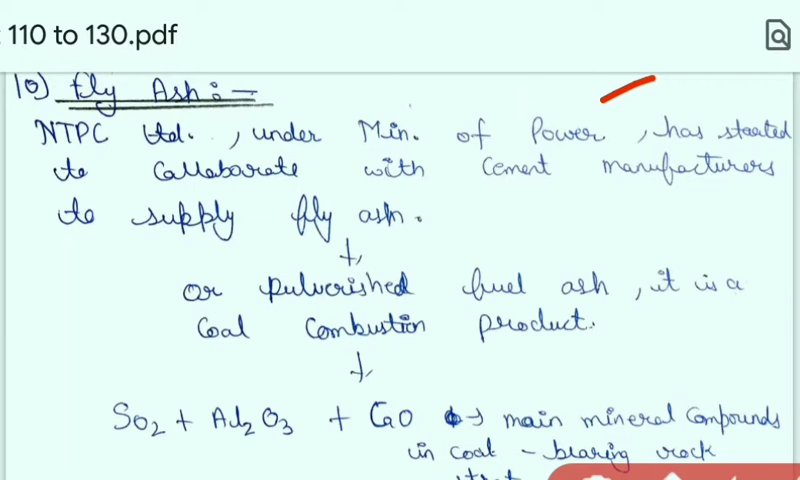 110 to 130.pdf
10) Fly Ash :-
NTPC Ltd. , under Min. of Power , has started
to Collaborate with Cement manufacturers
to supply fly ash.
Or pulverished fuel ash , it is a
Coal Combustion product.
SO2 + Al2O3 + CaO → main mineral compounds
in coal - bearing rock